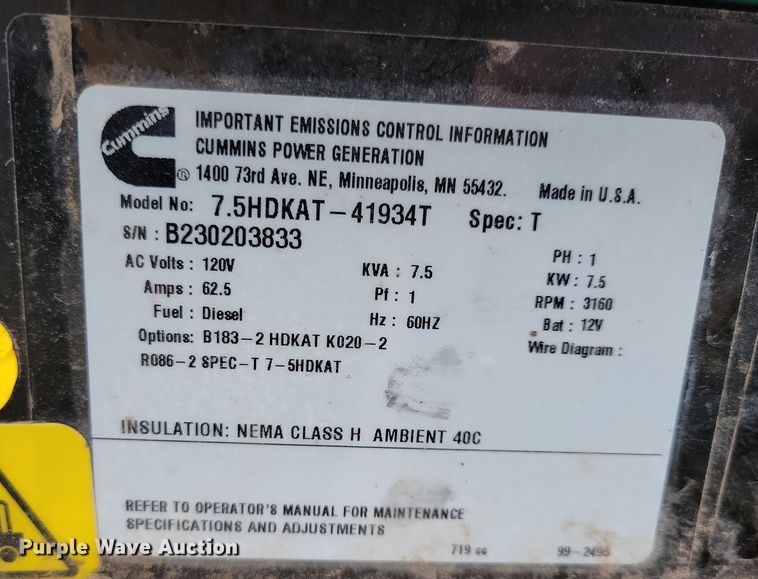 Cummins
IMPORTANT EMISSIONS CONTROL INFORMATION
CUMMINS POWER GENERATION
® 1400 73rd Ave. NE, Minneapolis, MN 55432. Made in U.S.A.
Model No: 7.5HDKAT-41934T Spec: T
S/N : B230203833
AC Volts : 120V KVA : 7.5 PH : 1
Amps : 62.5 Pf : 1 KW : 7.5
Fuel : Diesel Hz : 60HZ RPM : 3160
Options: B183-2 HDKAT K020-2 Bat : 12V
R086-2 SPEC-T 7-5HDKAT Wire Diagram :
INSULATION: NEMA CLASS H AMBIENT 40C
REFER TO OPERATOR'S MANUAL FOR MAINTENANCE
SPECIFICATIONS AND ADJUSTMENTS
719 cc 99-2495
Purple Wave Auction